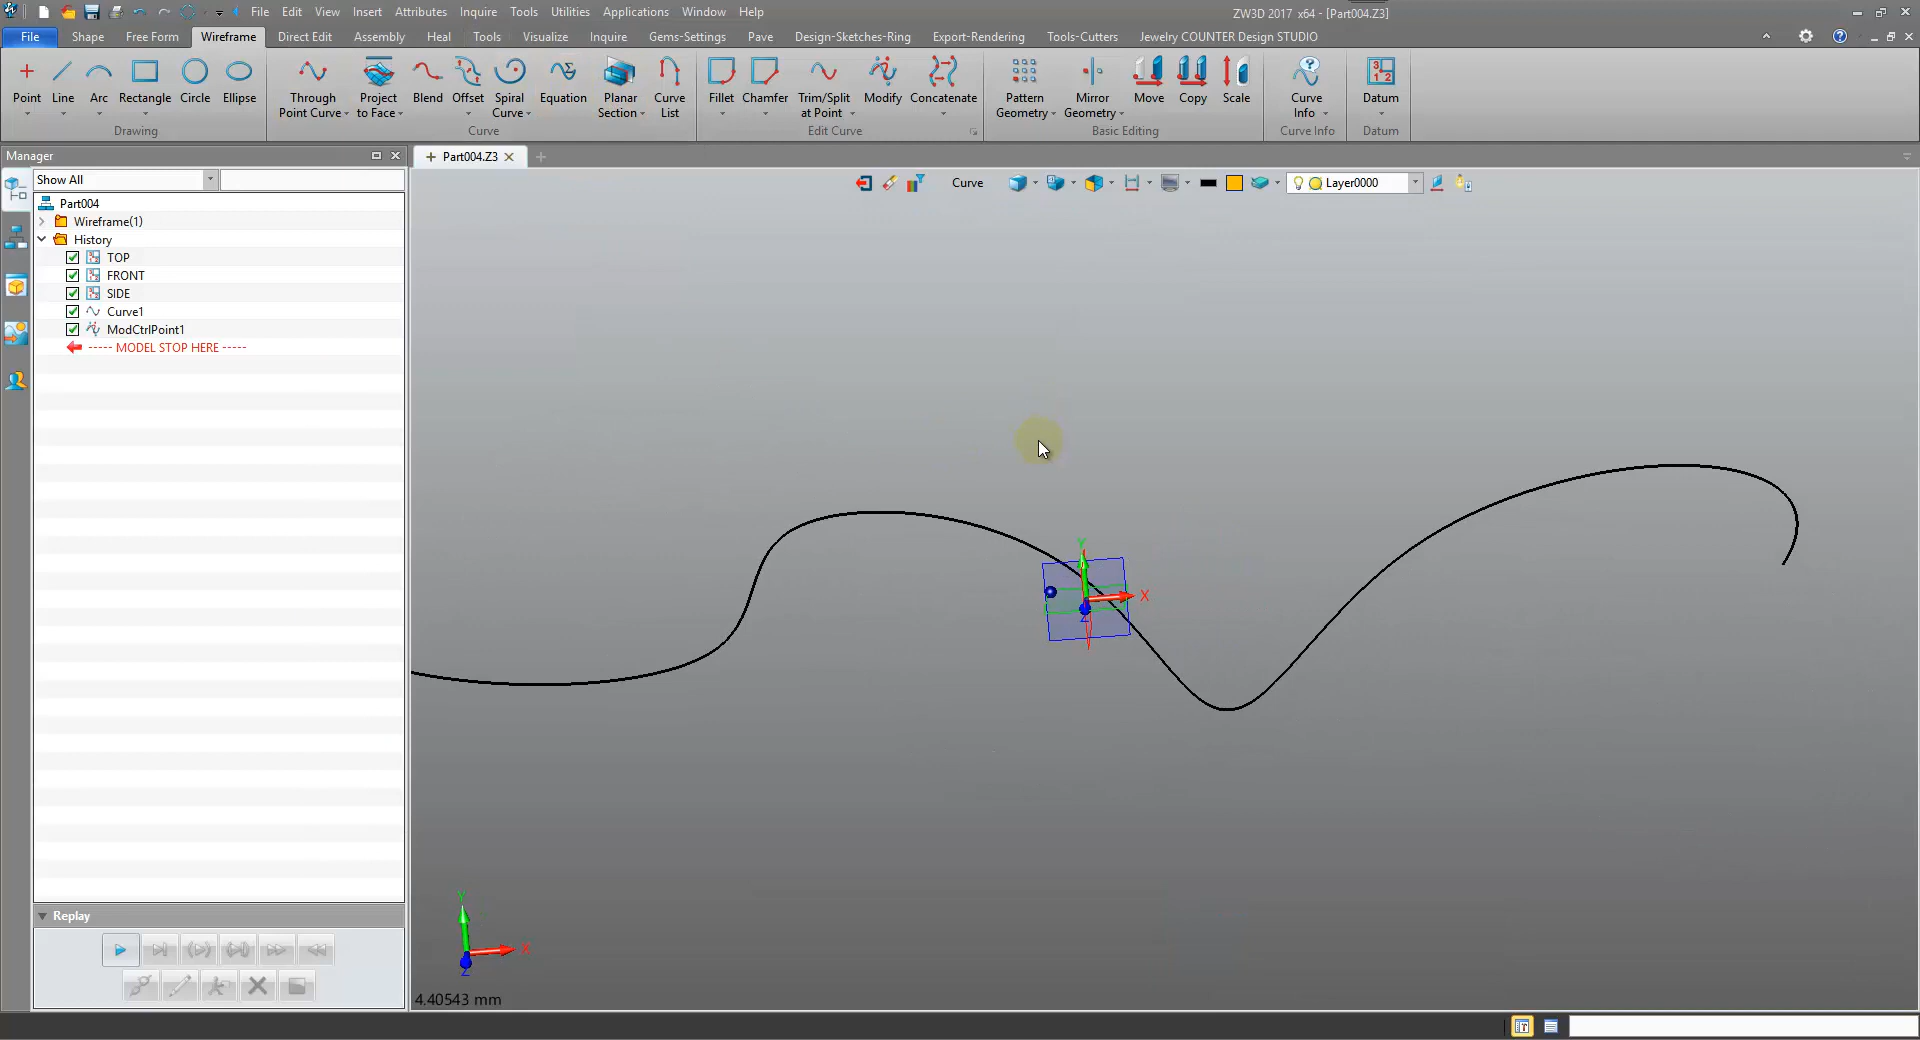 File Edit View Insert Attributes Inquire Tools Utilities Applications Window Help
ZW3D 2017 x64 - [Part004.Z3]
File Shape Free Form Wireframe Direct Edit Assembly Heal Tools Visualize Inquire Gems-Settings Pave Design-Sketches-Ring Export-Rendering Tools-Cutters Jewelry COUNTER Design STUDIO
Point Line Arc Rectangle Circle Ellipse
Through Point Curve
Project to Face
Blend Offset
Spiral Curve
Equation
Planar Section
Curve List
Fillet Chamfer
Trim/Split at Point
Modify Concatenate
Pattern Geometry
Mirror Geometry
Move Copy Scale
Curve Info
Datum
Drawing Curve Edit Curve Basic Editing Curve Info Datum
Manager
Part004.Z3
Show All
Curve
Layer0000
Part004
Wireframe(1)
History
TOP
FRONT
SIDE
Curve1
ModCtrlPoint1
----- MODEL STOP HERE -----
Y
X
Z
Replay
Y
X
Z
4.40543 mm